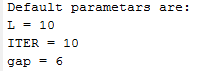 Default parametars are:
L = 10
ITER = 10
gap = 6